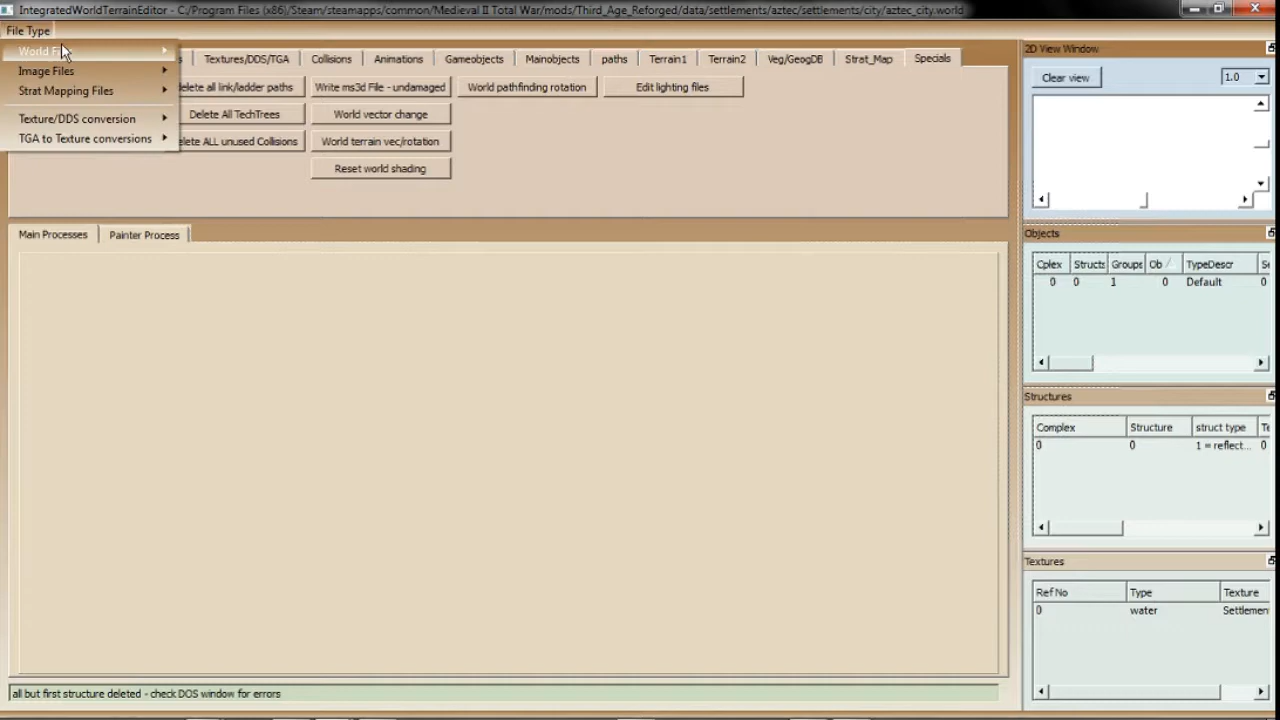 IntegratedWorldTerrainEditor - C:/Program Files (x86)/Steam/steamapps/common/Medieval II Total War/mods/Third_Age_Reforged/data/settlements/aztec/settlements/city/aztec_city.world
File Type
World Fi
Image Files
Strat Mapping Files
Texture/DDS conversion
TGA to Texture conversions
s
Textures/DDS/TGA
Collisions
Animations
Gameobjects
Mainobjects
paths
Terrain1
Terrain2
Veg/GeogDB
Strat_Map
Specials
elete all link/ladder paths
Write ms3d File - undamaged
World pathfinding rotation
Edit lighting files
Delete All TechTrees
World vector change
elete ALL unused Collisions
World terrain vec/rotation
Reset world shading
Main Processes
Painter Process
all but first structure deleted - check DOS window for errors
2D View Window
Clear view
1.0
Objects
Cplex Structs Groups Ob TypeDescr Se
0 0 1 0 Default 0
Structures
Complex Structure struct type Te
0 0 1 = reflect... 0
Textures
Ref No Type Texture
0 water Settlemen